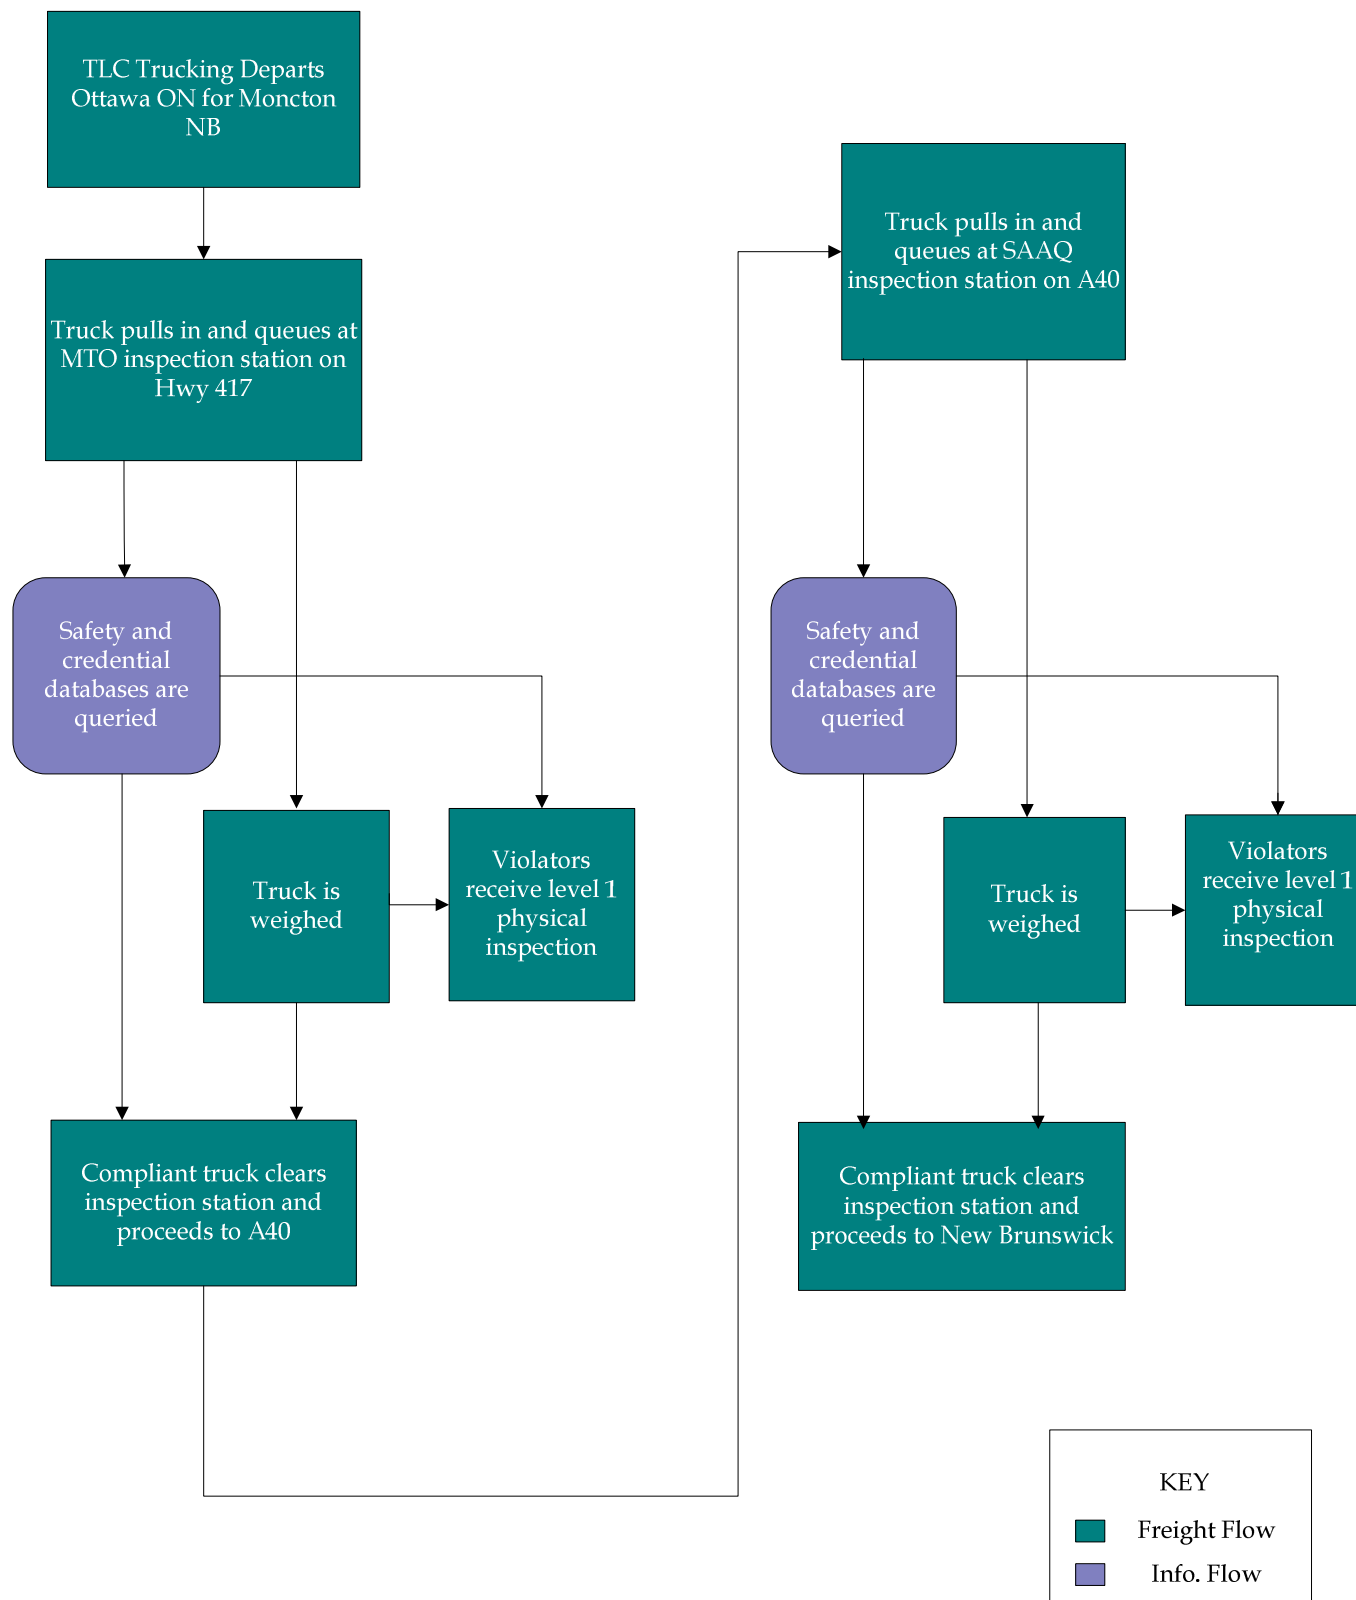 TLC Trucking Departs
Ottawa ON for Moncton
NB
Truck pulls in and queues at
MTO inspection station on
Hwy 417
Safety and
credential
databases are
queried
Truck is
weighed
Violators
receive level 1
physical
inspection
Compliant truck clears
inspection station and
proceeds to A40
Truck pulls in and
queues at SAAQ
inspection station on A40
Safety and
credential
databases are
queried
Truck is
weighed
Violators
receive level 1
physical
inspection
Compliant truck clears
inspection station and
proceeds to New Brunswick
KEY
Freight Flow
Info. Flow